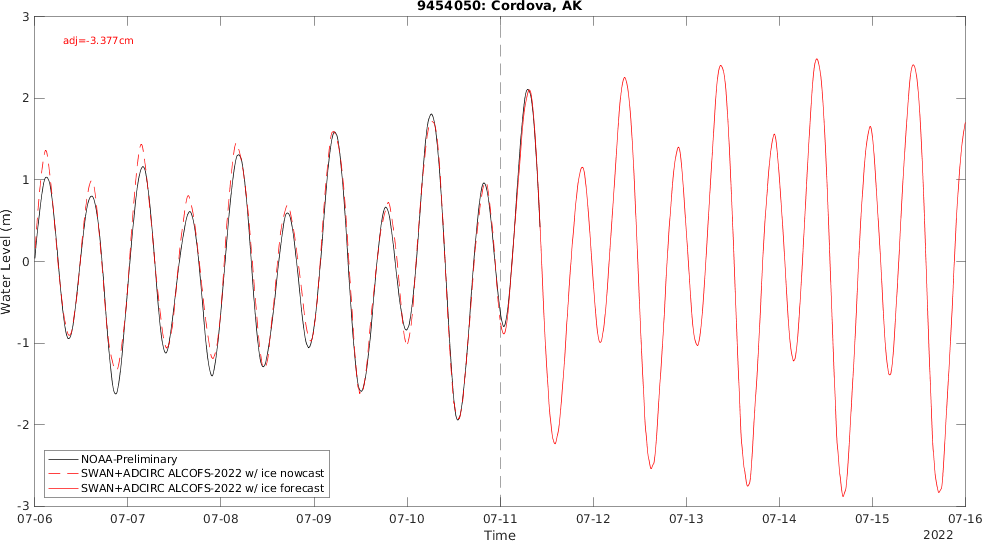 9454050: Cordova, AK
adj=-3.377cm
3
2
1
0
-1
-2
-3
Water Level (m)
NOAA-Preliminary
SWAN+ADCIRC ALCOFS-2022 w/ ice nowcast
SWAN+ADCIRC ALCOFS-2022 w/ ice forecast
07-06 07-07 07-08 07-09 07-10 07-11 07-12 07-13 07-14 07-15 07-16
Time
2022